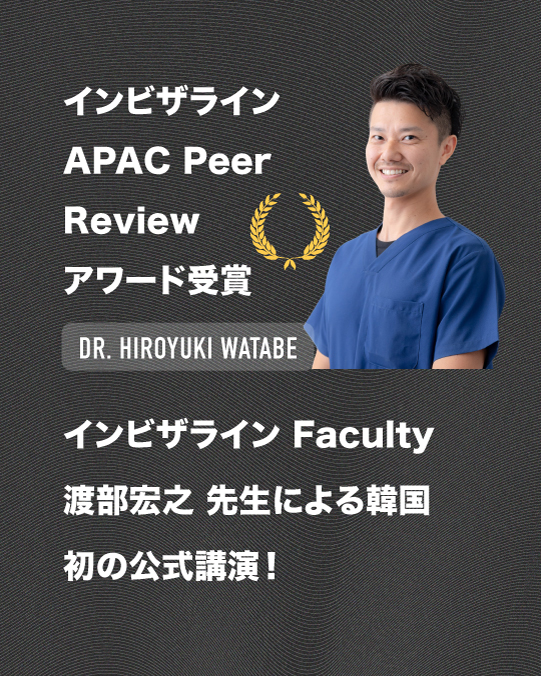 インビザライン
APAC Peer
Review
アワード受賞
DR. HIROYUKI WATABE
インビザライン Faculty
渡部宏之 先生による韓国
初の公式講演！